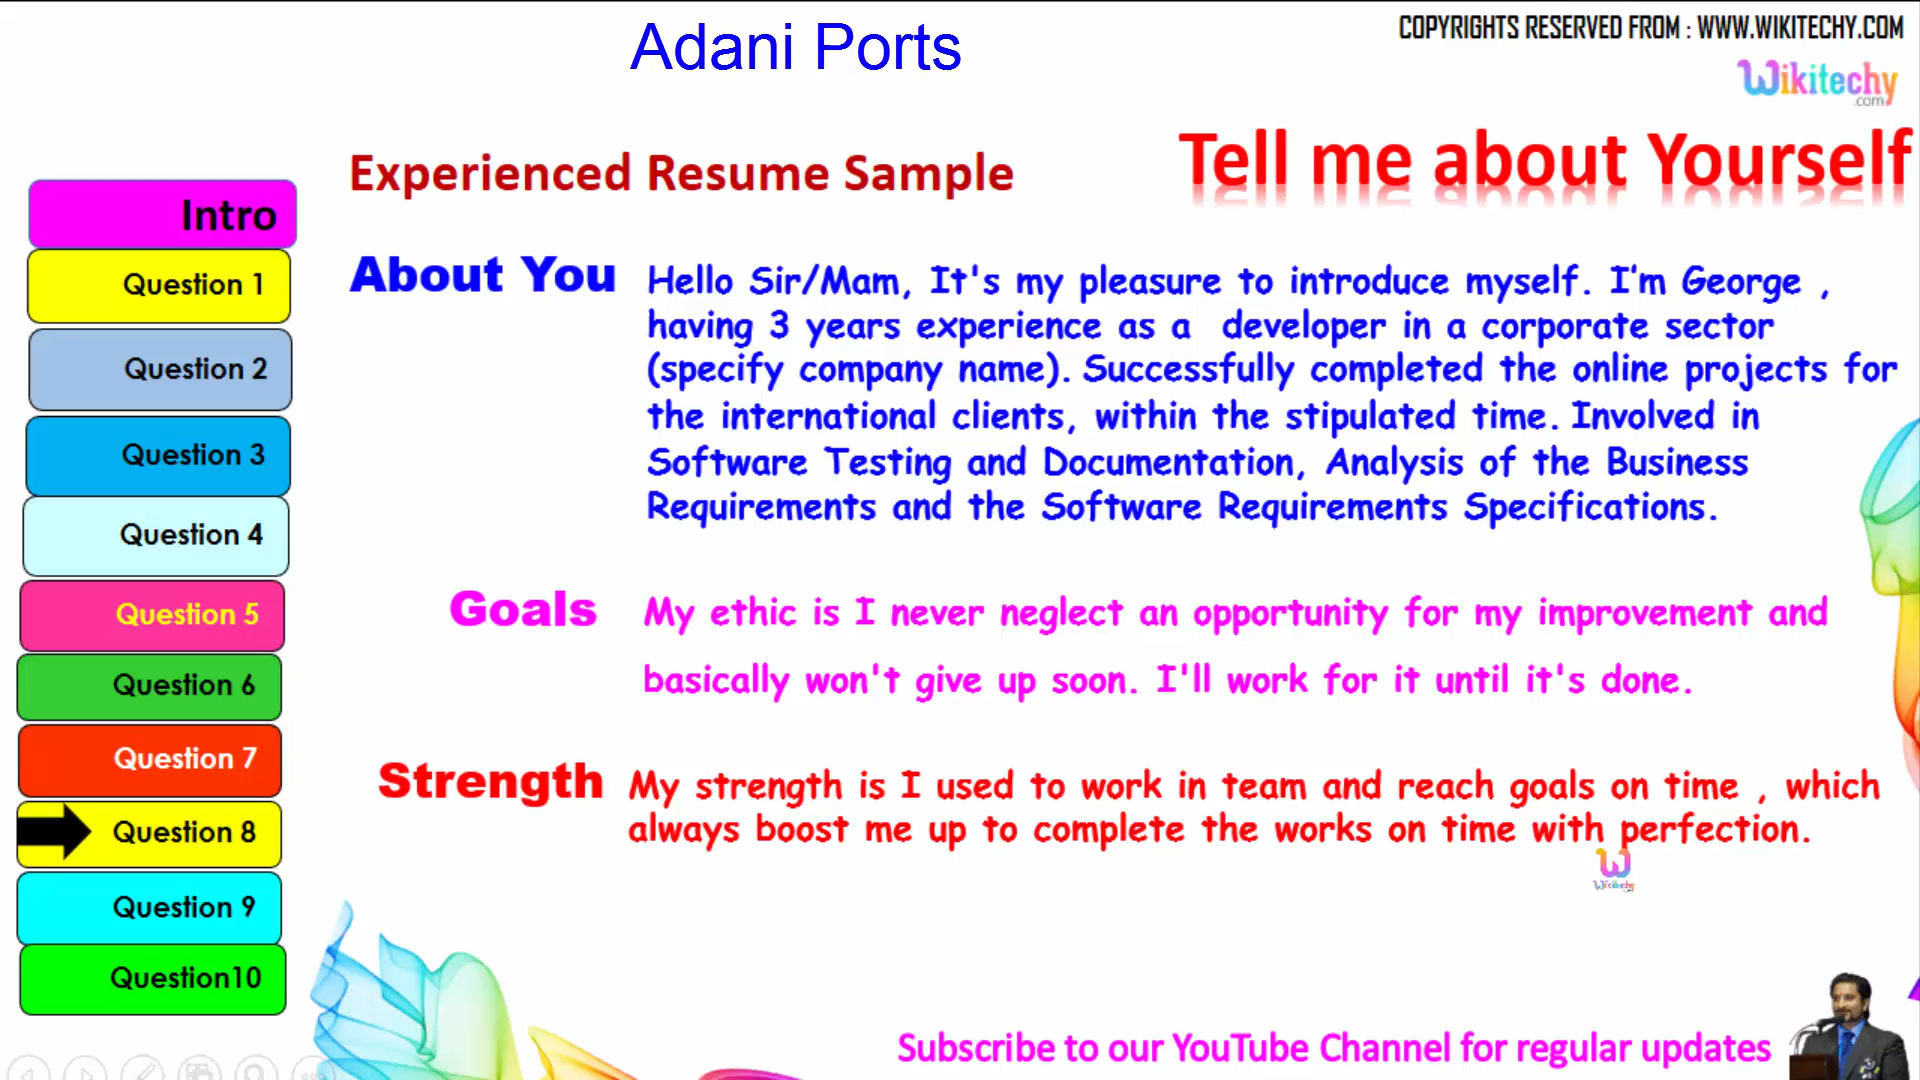 Adani Ports
COPYRIGHTS RESERVED FROM : WWW.WIKITECHY.COM
Wikitechy
.com
Experienced Resume Sample
Tell me about Yourself
Intro
Question 1
Question 2
Question 3
Question 4
Question 5
Question 6
Question 7
Question 8
Question 9
Question10
About You
Hello Sir/Mam, It's my pleasure to introduce myself. I’m George ,
having 3 years experience as a developer in a corporate sector
(specify company name). Successfully completed the online projects for
the international clients, within the stipulated time. Involved in
Software Testing and Documentation, Analysis of the Business
Requirements and the Software Requirements Specifications.
Goals
My ethic is I never neglect an opportunity for my improvement and
basically won't give up soon. I'll work for it until it's done.
Strength
My strength is I used to work in team and reach goals on time , which
always boost me up to complete the works on time with perfection.
W
Wikitechy
Subscribe to our YouTube Channel for regular updates